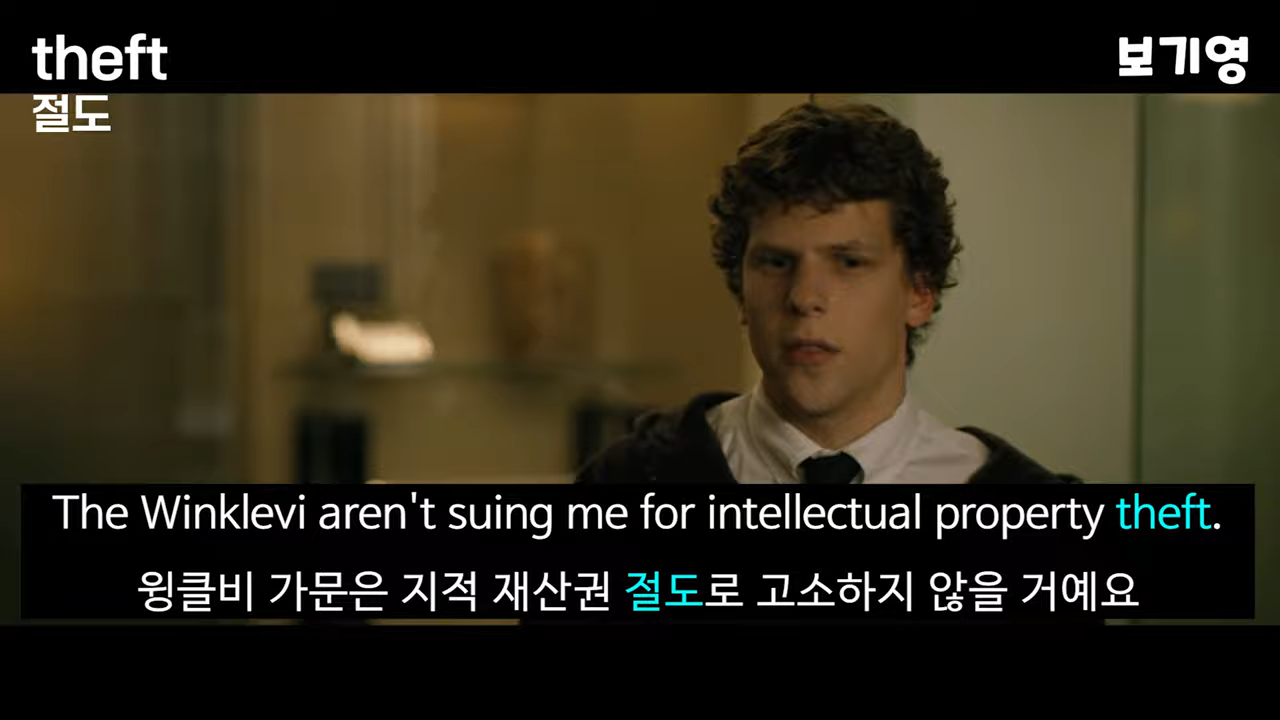 theft
보기영
절도
The Winklevi aren't suing me for intellectual property theft.
윙클비 가문은 지적 재산권 절도로 고소하지 않을 거예요